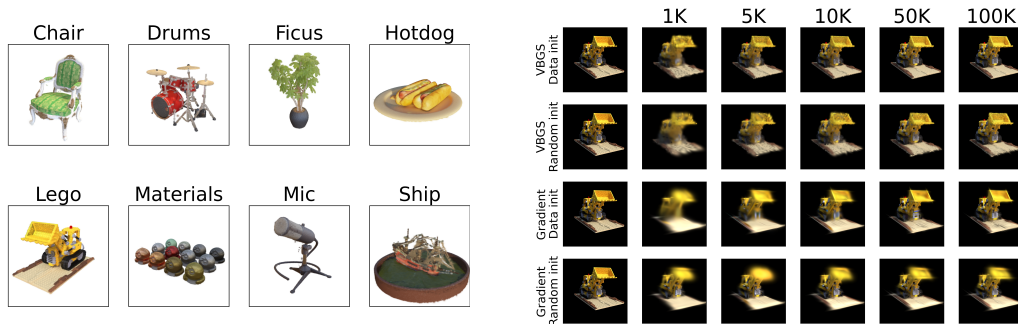 Chair Drums Ficus Hotdog
Lego Materials Mic Ship
1K 5K 10K 50K 100K
VBGS
Data init
VBGS
Random init
Gradient
Data init
Gradient
Random init